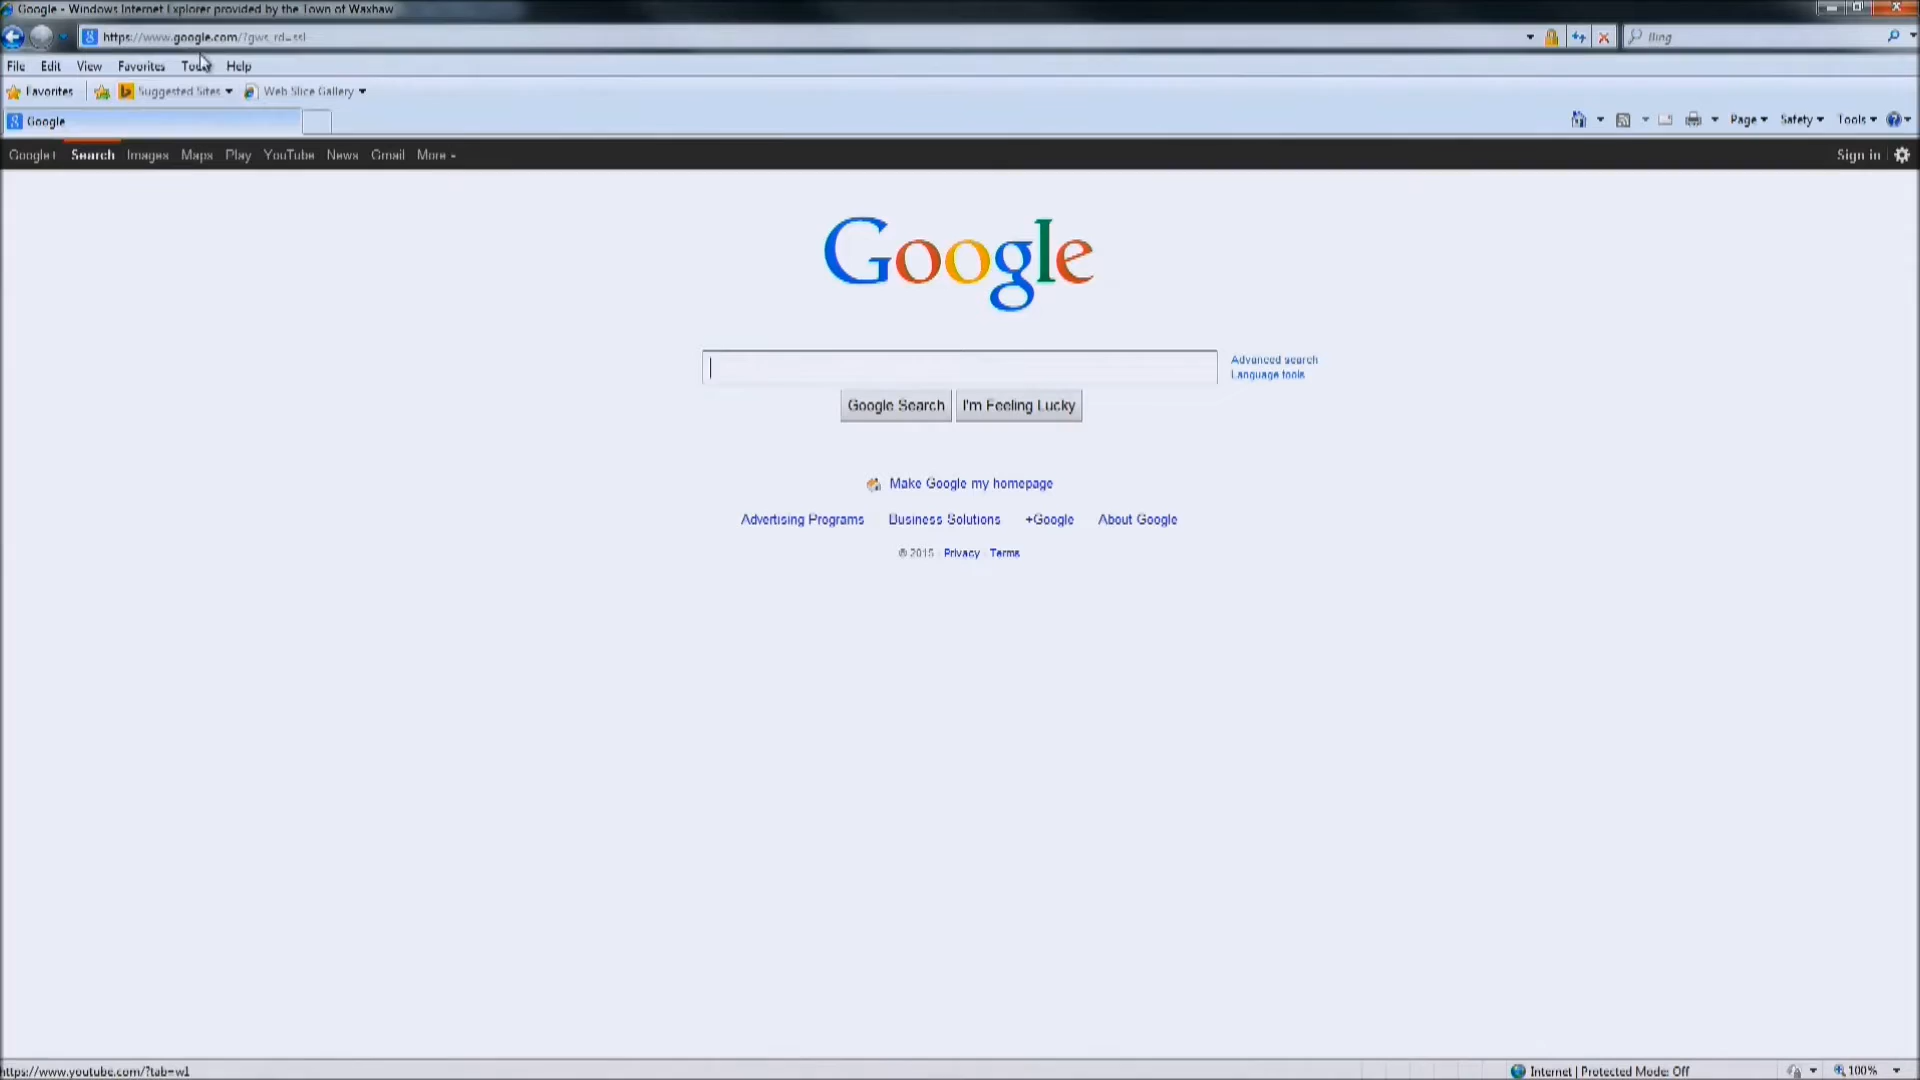 Google - Windows Internet Explorer provided by the Town of Waxhaw
https://www.google.com/?gws_rd=ssl
Bing
File Edit View Favorites Tools Help
Favorites Suggested Sites Web Slice Gallery
Google
Page Safety Tools
Google+ Search Images Maps Play YouTube News Gmail More
Sign in
Google
Advanced search
Language tools
Google Search I'm Feeling Lucky
Make Google my homepage
Advertising Programs Business Solutions +Google About Google
© 2015 Privacy Terms
https://www.youtube.com/?tab=w1
Internet | Protected Mode: Off
100%